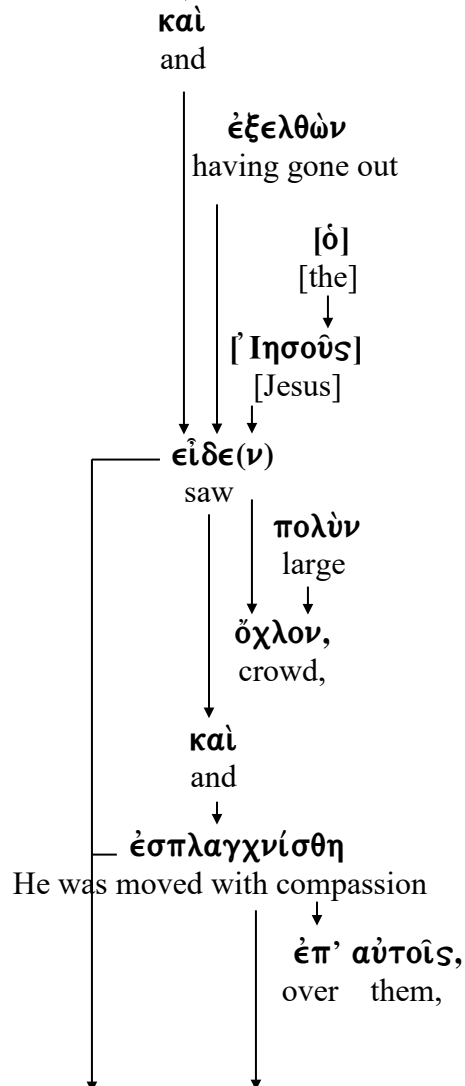 καὶ
and
ἐξελθὼν
having gone out
[ὁ]
[the]
[Ἰησοῦς]
[Jesus]
εἶδε(ν)
saw
πολὺν
large
ὄχλον,
crowd,
καὶ
and
ἐσπλαγχνίσθη
He was moved with compassion
ἐπ’ αὐτοῖς,
over them,